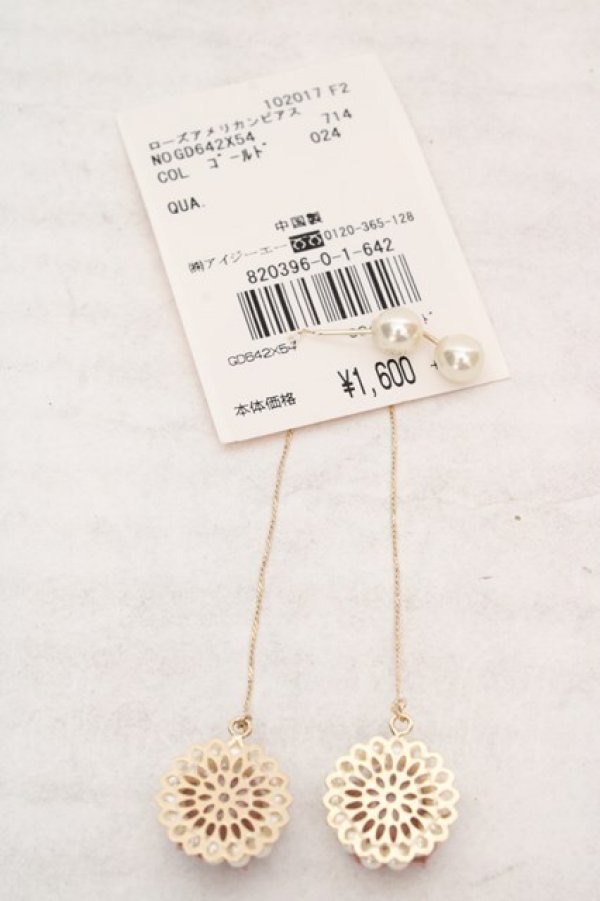 102017 F2
ローズアメリカンピアス
NOGD642X54 714
COL ゴールド 024
QUA.
中国製
㈱アイジーエー 0120-365-128
820396-0-1-642
GD642X54
本体価格 ¥1,600 +